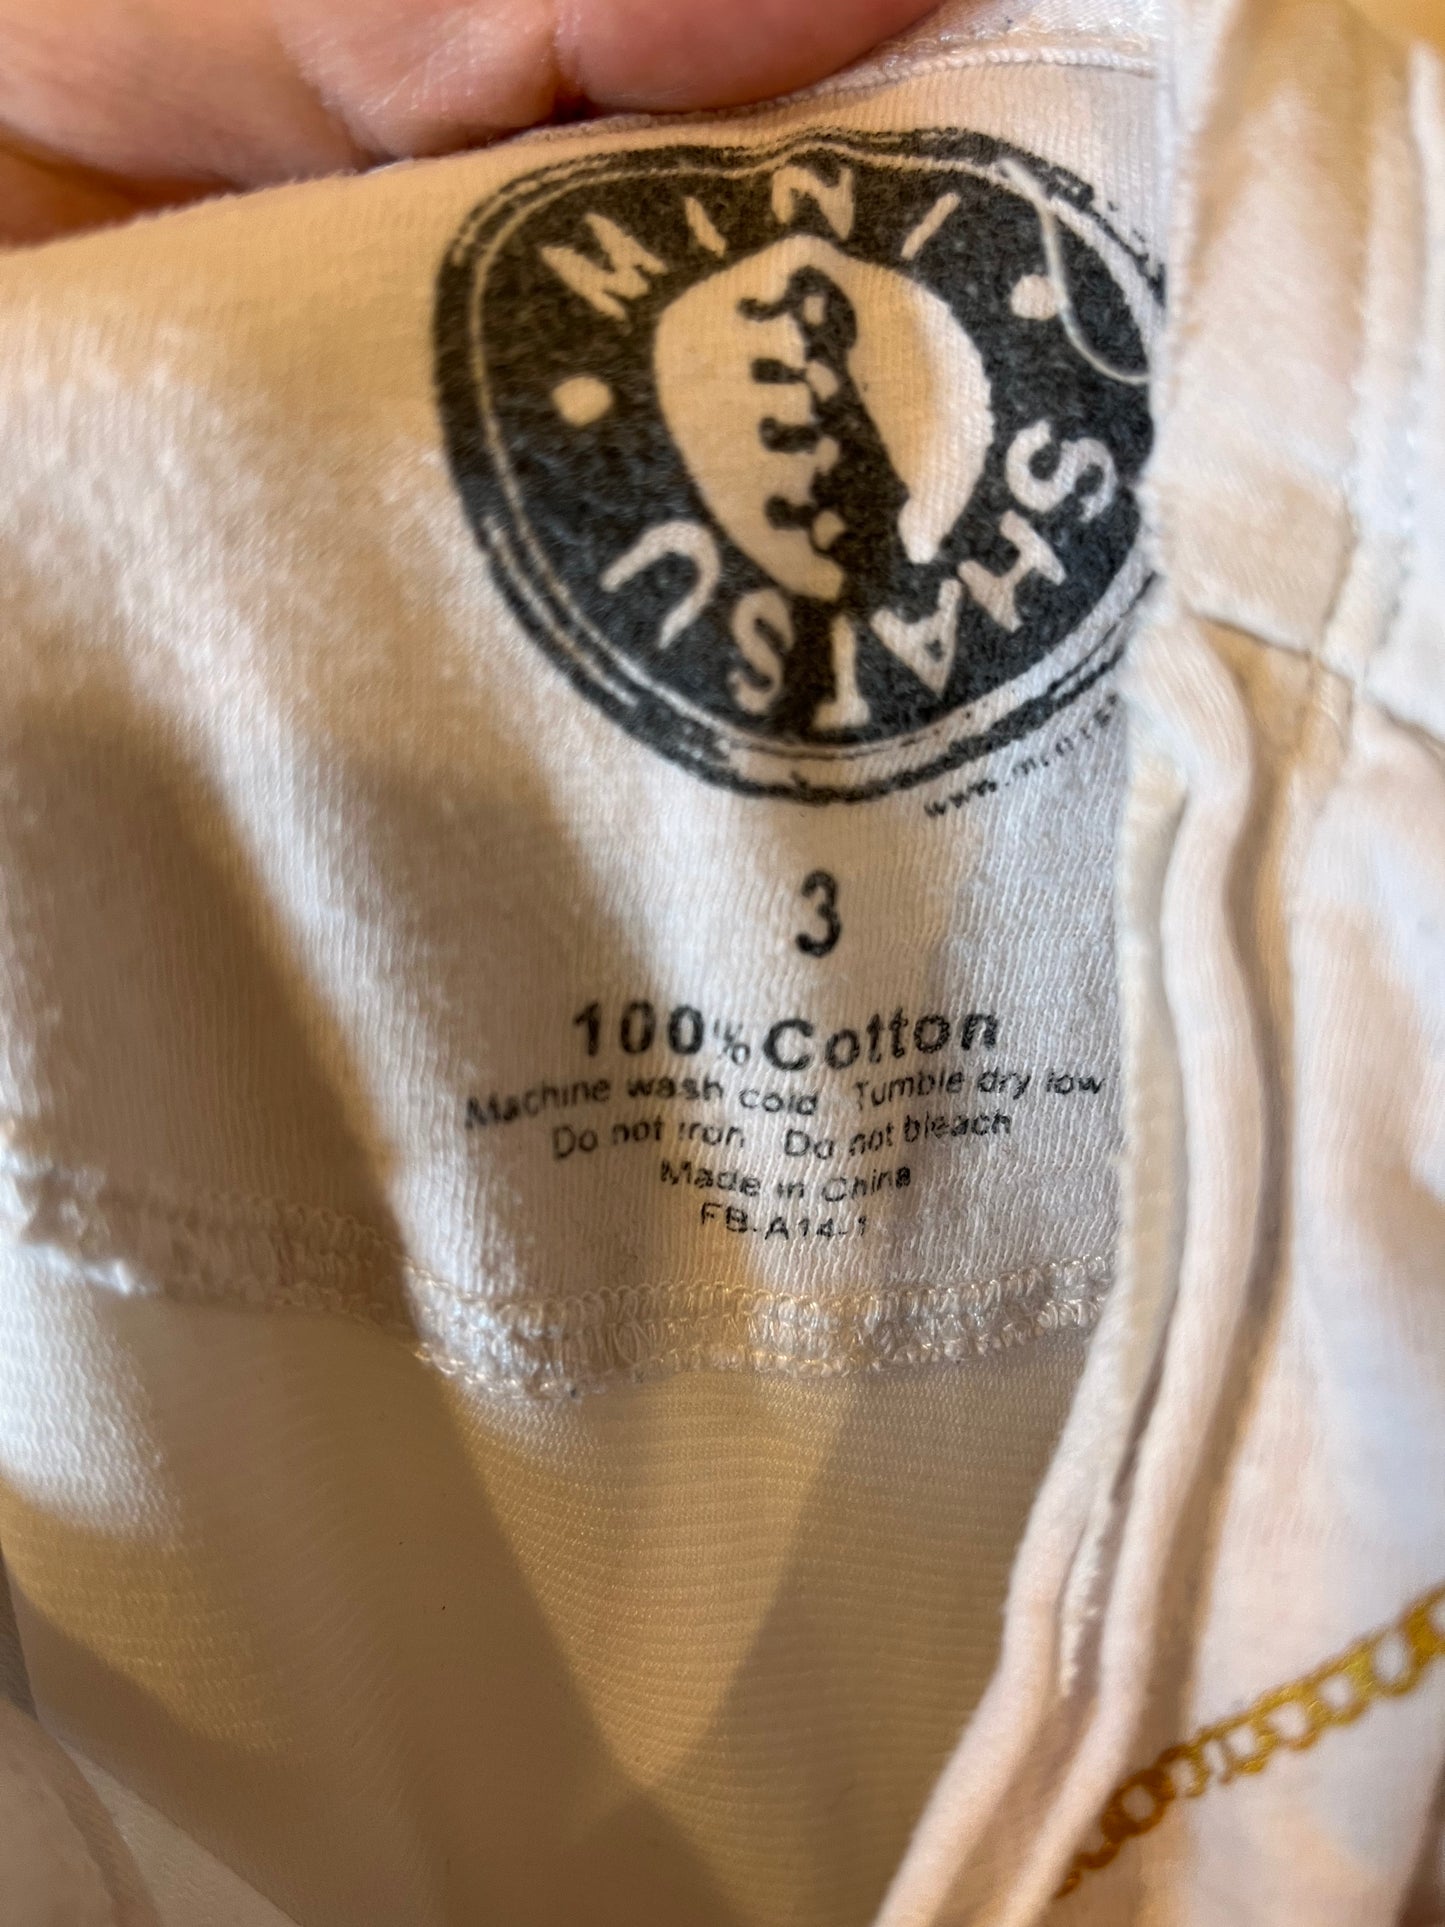 MINI
SHATSU
3
100% Cotton
Machine wash cold Tumble dry low
Do not iron Do not bleach
Made in China
FB-A14-1